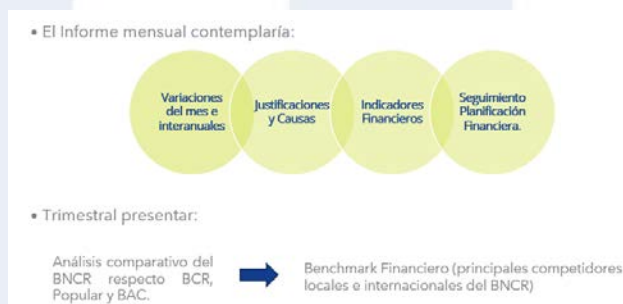 • El Informe mensual contemplaría:
Variaciones
del mes e
interanuales
Justificaciones
y Causas
Indicadores
Financieros
Seguimiento
Planificación
Financiera.
• Trimestral presentar:
Análisis comparativo del
BNCR respecto BCR,
Popular y BAC.
Benchmark Financiero (principales competidores
locales e internacionales del BNCR)